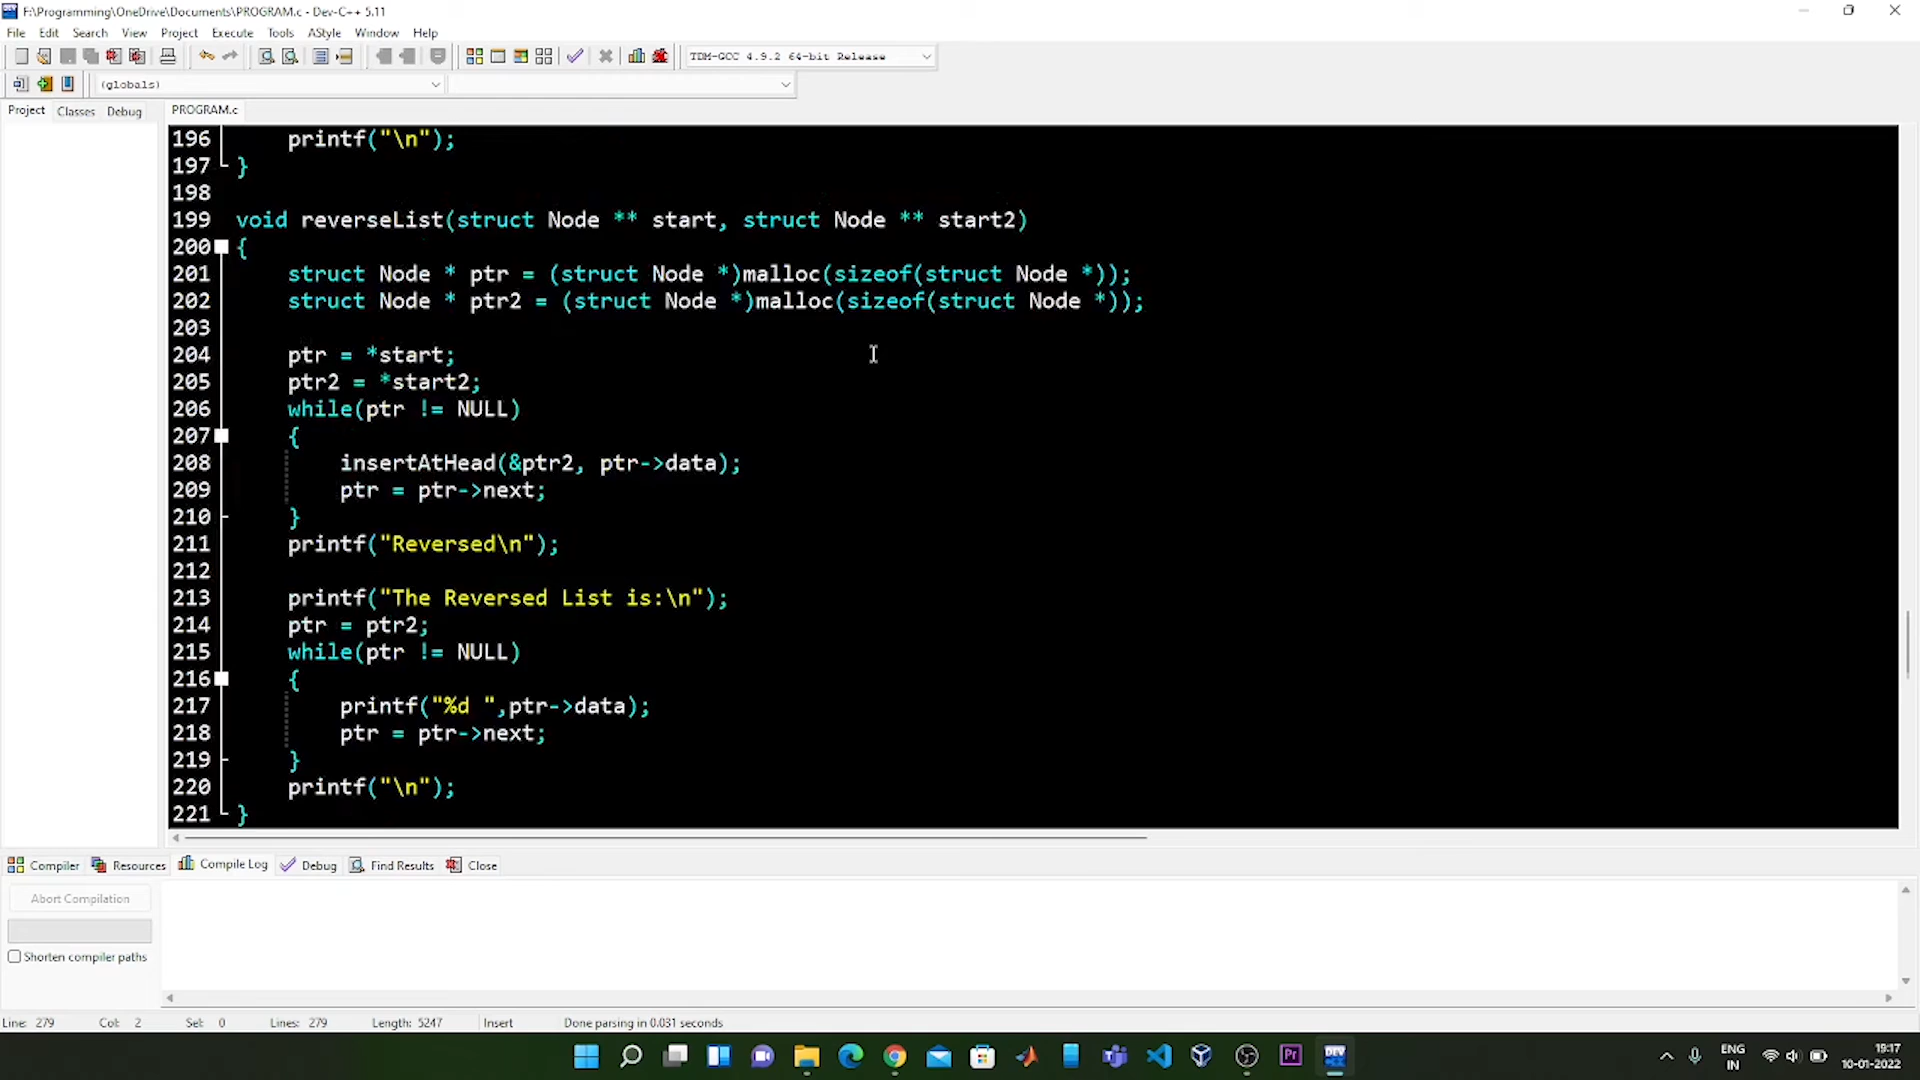 F:\Programming\OneDrive\Documents\PROGRAM.c - Dev-C++ 5.11
File Edit Search View Project Execute Tools AStyle Window Help
TDM-GCC 4.9.2 64-bit Release
(globals)
Project Classes Debug
PROGRAM.c
196 printf("\n");
197 }
198
199 void reverseList(struct Node ** start, struct Node ** start2)
200 {
201 struct Node * ptr = (struct Node *)malloc(sizeof(struct Node *));
202 struct Node * ptr2 = (struct Node *)malloc(sizeof(struct Node *));
203
204 ptr = *start;
205 ptr2 = *start2;
206 while(ptr != NULL)
207 {
208 insertAtHead(&ptr2, ptr->data);
209 ptr = ptr->next;
210 }
211 printf("Reversed\n");
212
213 printf("The Reversed List is:\n");
214 ptr = ptr2;
215 while(ptr != NULL)
216 {
217 printf("%d ",ptr->data);
218 ptr = ptr->next;
219 }
220 printf("\n");
221 }
Compiler Resources Compile Log Debug Find Results Close
Abort Compilation
Shorten compiler paths
Line: 279 Col: 2 Sel: 0 Lines: 279 Length: 5247 Insert Done parsing in 0.031 seconds
ENG
IN
19:17
10-01-2022
Pr
DEV